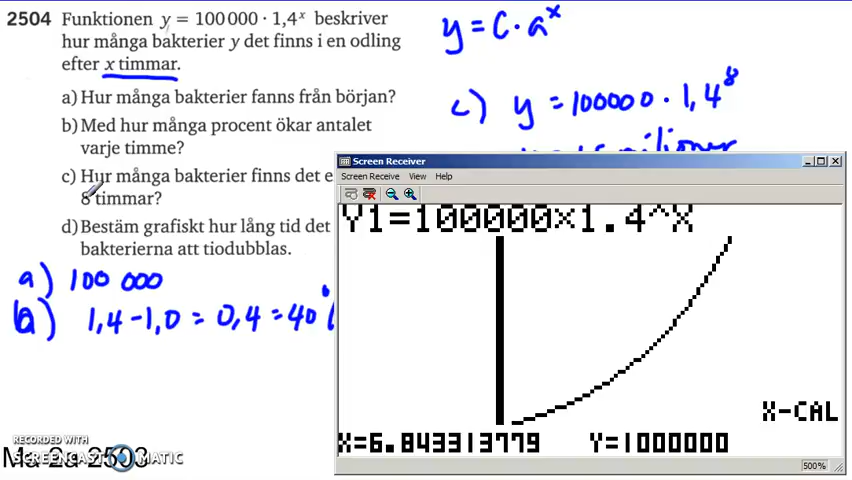 2504 Funktionen y = 100 000 · 1,4ˣ beskriver
hur många bakterier y det finns i en odling
efter x timmar.
a) Hur många bakterier fanns från början?
b) Med hur många procent ökar antalet
varje timme?
c) Hur många bakterier finns det e
8 timmar?
d) Bestäm grafiskt hur lång tid det
bakterierna att tiodubblas.
a) 100 000
b) 1,4 - 1,0 = 0,4 = 40
y = C · aˣ
c) y = 100000 · 1,4⁸
miljoner
Screen Receiver
Screen Receive View Help
Y1=100000×1.4^X
X-CAL
X=6.843313779 Y=1000000
500%
RECORDED WITH
SCREENCAST MATIC
Ma-2a-2503